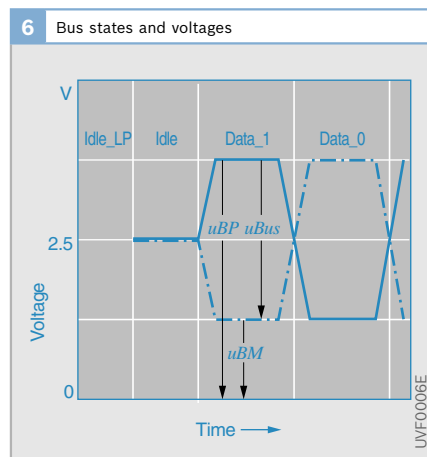 6 Bus states and voltages
V
Idle_LP Idle Data_1 Data_0
uBP uBus
2.5
uBM
0
Voltage
Time
UVF0006E